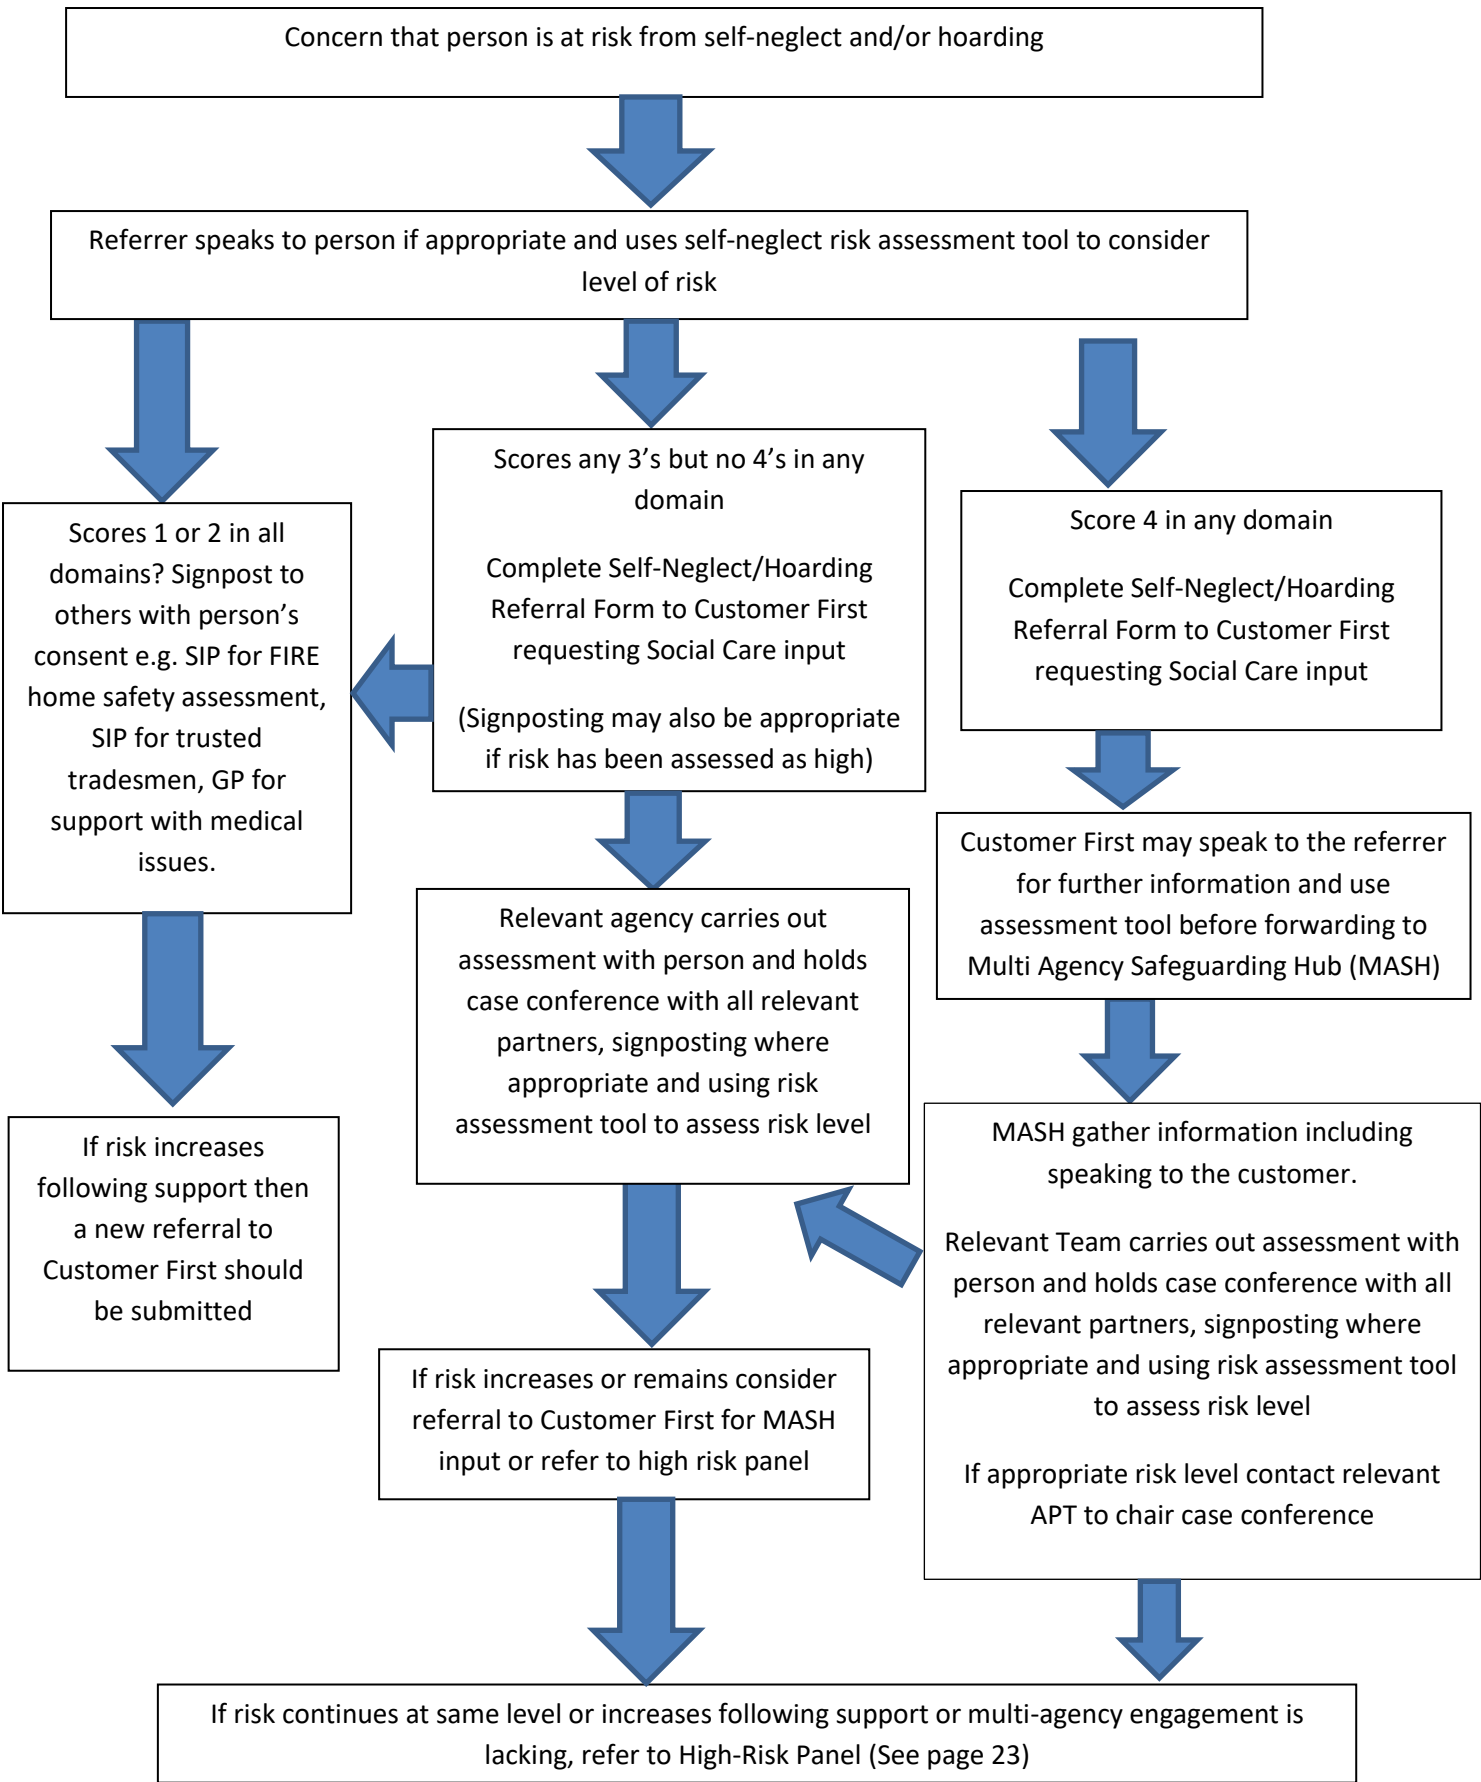 Concern that person is at risk from self-neglect and/or hoarding
Referrer speaks to person if appropriate and uses self-neglect risk assessment tool to consider
level of risk
Scores 1 or 2 in all
domains? Signpost to
others with person’s
consent e.g. SIP for FIRE
home safety assessment,
SIP for trusted
tradesmen, GP for
support with medical
issues.
If risk increases
following support then
a new referral to
Customer First should
be submitted
Scores any 3’s but no 4’s in any
domain
Complete Self-Neglect/Hoarding
Referral Form to Customer First
requesting Social Care input
(Signposting may also be appropriate
if risk has been assessed as high)
Relevant agency carries out
assessment with person and holds
case conference with all relevant
partners, signposting where
appropriate and using risk
assessment tool to assess risk level
If risk increases or remains consider
referral to Customer First for MASH
input or refer to high risk panel
Score 4 in any domain
Complete Self-Neglect/Hoarding
Referral Form to Customer First
requesting Social Care input
Customer First may speak to the referrer
for further information and use
assessment tool before forwarding to
Multi Agency Safeguarding Hub (MASH)
MASH gather information including
speaking to the customer.
Relevant Team carries out assessment with
person and holds case conference with all
relevant partners, signposting where
appropriate and using risk assessment tool
to assess risk level
If appropriate risk level contact relevant
APT to chair case conference
If risk continues at same level or increases following support or multi-agency engagement is
lacking, refer to High-Risk Panel (See page 23)